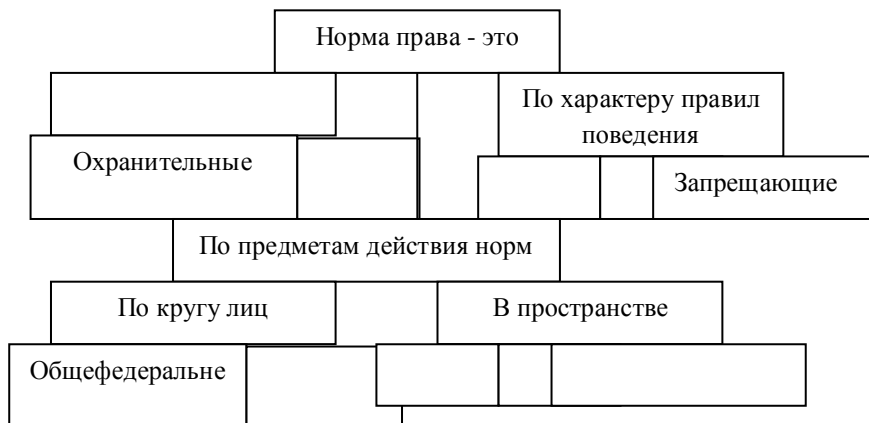 Норма права - это
По характеру правил
поведения
Охранительные
Запрещающие
По предметам действия норм
По кругу лиц
В пространстве
Общефедеральне